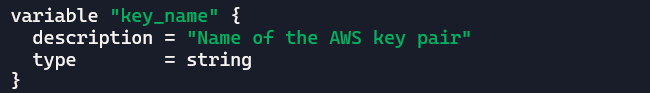 variable "key_name" {
  description = "Name of the AWS key pair"
  type        = string
}